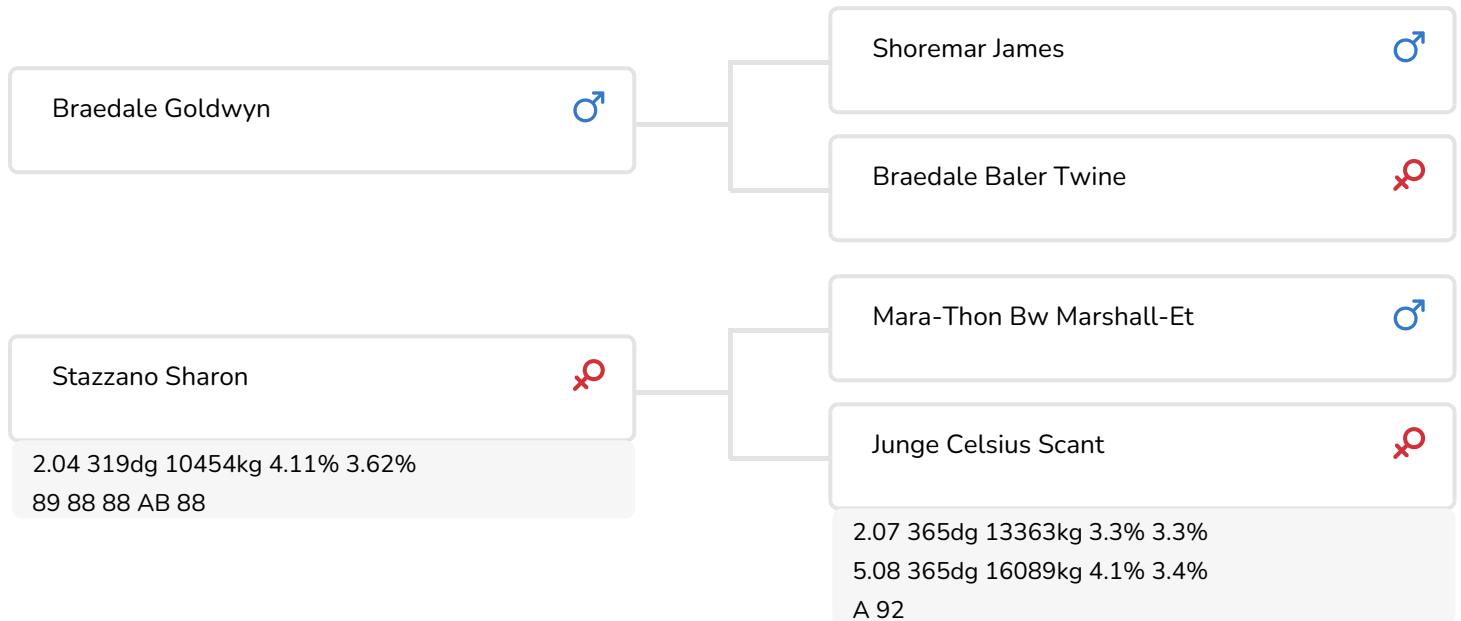 Shoremar James
Braedale Goldwyn
Braedale Baler Twine
Mara-Thon Bw Marshall-Et
Stazzano Sharon
2.04 319dg 10454kg 4.11% 3.62%
89 88 88 AB 88
Junge Celsius Scant
2.07 365dg 13363kg 3.3% 3.3%
5.08 365dg 16089kg 4.1% 3.4%
A 92